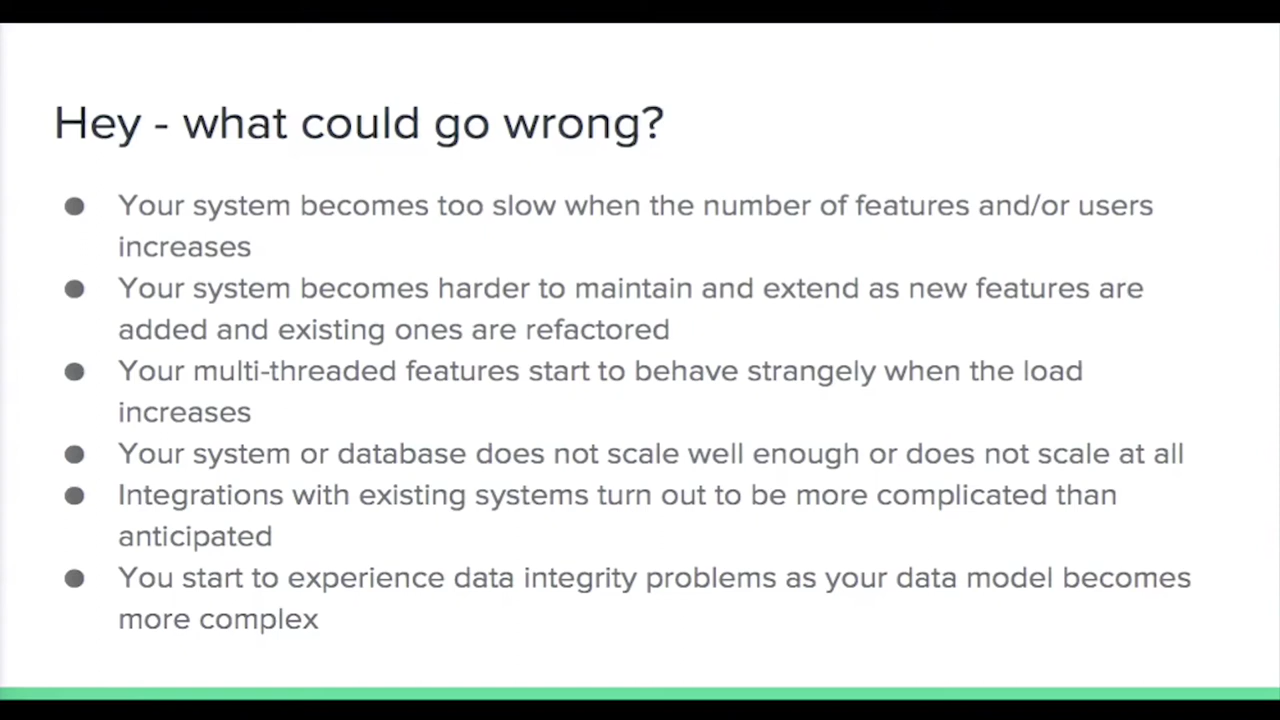 Hey - what could go wrong?
● Your system becomes too slow when the number of features and/or users
increases
● Your system becomes harder to maintain and extend as new features are
added and existing ones are refactored
● Your multi-threaded features start to behave strangely when the load
increases
● Your system or database does not scale well enough or does not scale at all
● Integrations with existing systems turn out to be more complicated than
anticipated
● You start to experience data integrity problems as your data model becomes
more complex